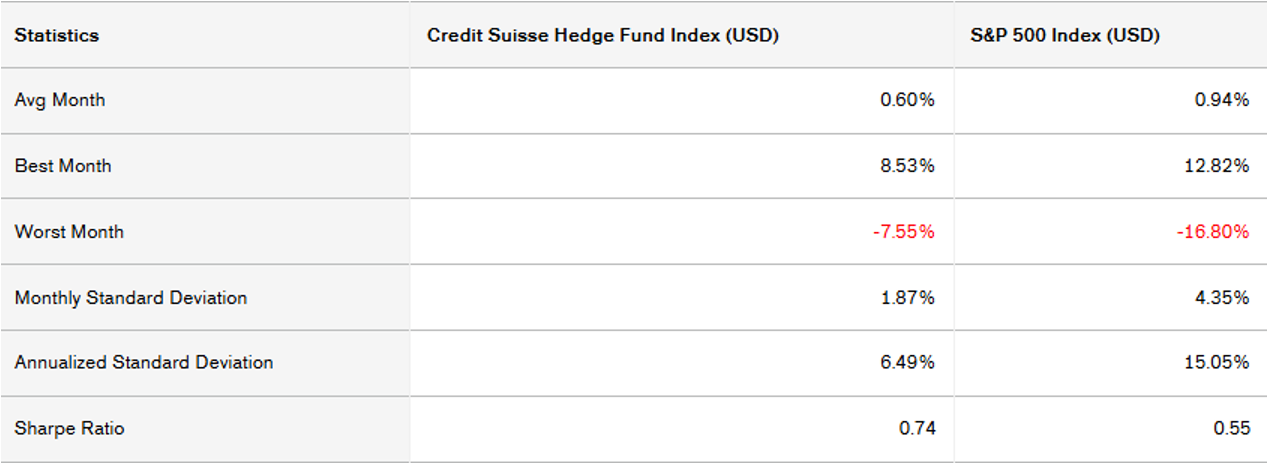 Statistics Credit Suisse Hedge Fund Index (USD) S&P 500 Index (USD)
Avg Month 0.60% 0.94%
Best Month 8.53% 12.82%
Worst Month -7.55% -16.80%
Monthly Standard Deviation 1.87% 4.35%
Annualized Standard Deviation 6.49% 15.05%
Sharpe Ratio 0.74 0.55